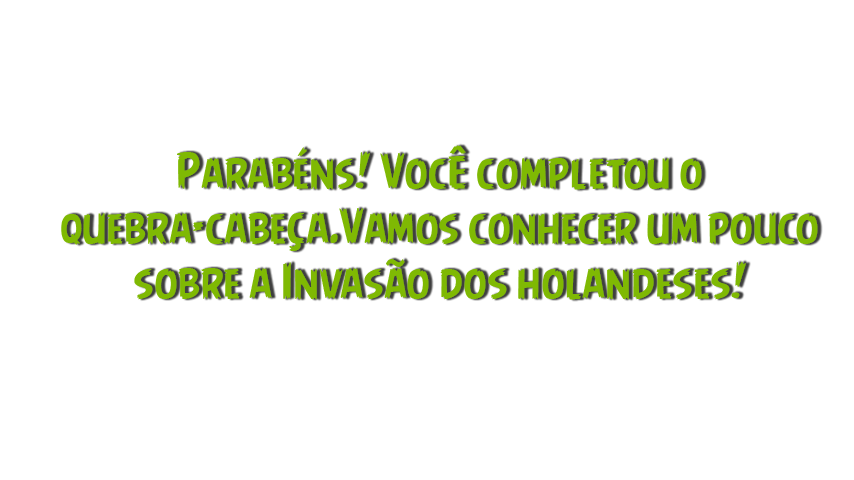 Parabéns! Você completou o
quebra-cabeça.Vamos conhecer um pouco
sobre a Invasão dos holandeses!